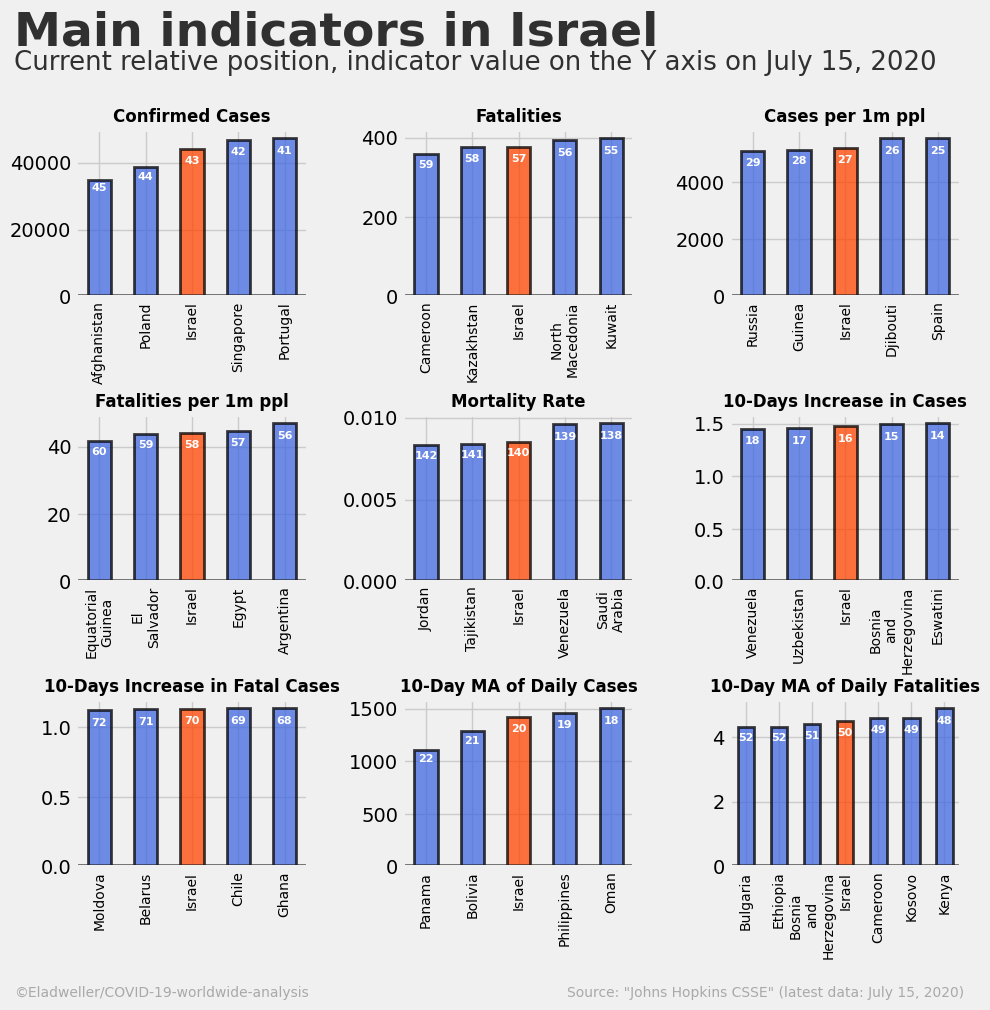 Main indicators in Israel
Current relative position, indicator value on the Y axis on July 15, 2020
Confirmed Cases
40000
20000
0
45
44
43
42
41
Afghanistan
Poland
Israel
Singapore
Portugal
Fatalities
400
200
0
59
58
57
56
55
Cameroon
Kazakhstan
Israel
North
Macedonia
Kuwait
Cases per 1m ppl
4000
2000
0
29
28
27
26
25
Russia
Guinea
Israel
Djibouti
Spain
Fatalities per 1m ppl
40
20
0
60
59
58
57
56
Equatorial
Guinea
El
Salvador
Israel
Egypt
Argentina
Mortality Rate
0.010
0.005
0.000
142
141
140
139
138
Jordan
Tajikistan
Israel
Venezuela
Saudi
Arabia
10-Days Increase in Cases
1.5
1.0
0.5
0.0
18
17
16
15
14
Venezuela
Uzbekistan
Israel
Bosnia
and
Herzegovina
Eswatini
10-Days Increase in Fatal Cases
1.0
0.5
0.0
72
71
70
69
68
Moldova
Belarus
Israel
Chile
Ghana
10-Day MA of Daily Cases
1500
1000
500
0
22
21
20
19
18
Panama
Bolivia
Israel
Philippines
Oman
10-Day MA of Daily Fatalities
4
2
0
52
52
51
50
49
49
48
Bulgaria
Ethiopia
Bosnia
and
Herzegovina
Israel
Cameroon
Kosovo
Kenya
©Eladweller/COVID-19-worldwide-analysis
Source: "Johns Hopkins CSSE" (latest data: July 15, 2020)